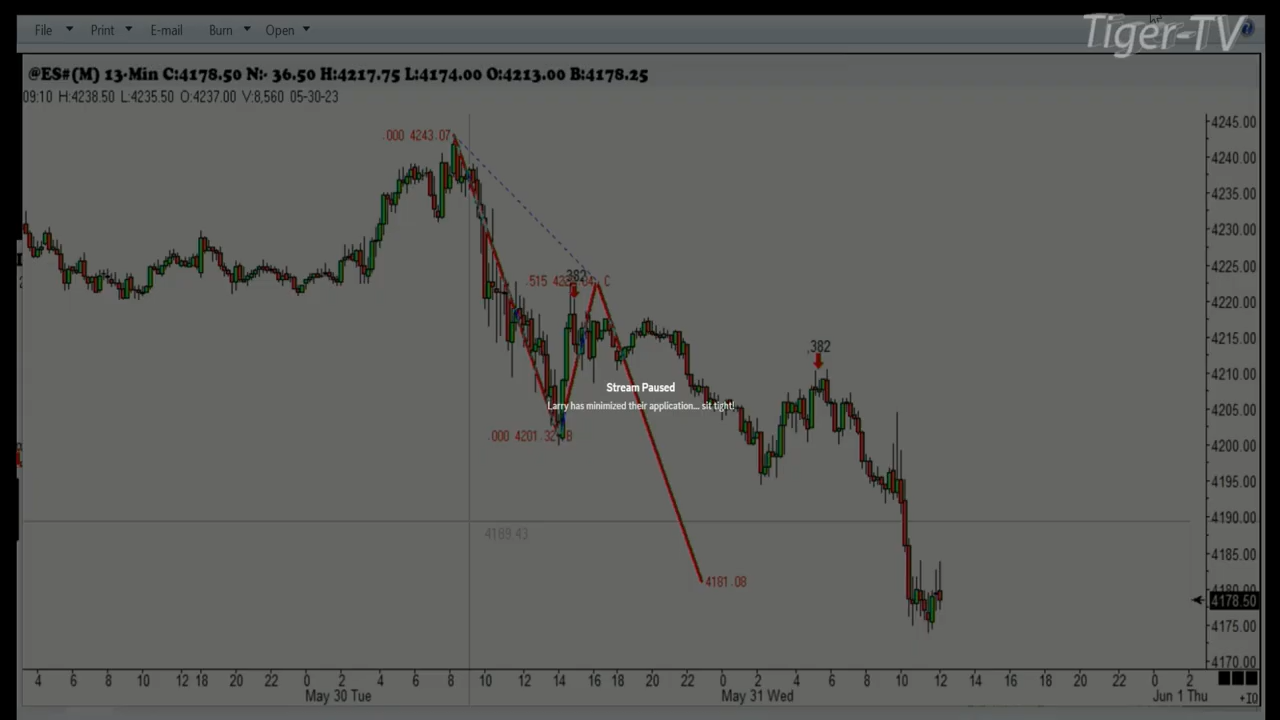 File Print E-mail Burn Open
Tiger-TV
@ES#(M) 13-Min C:4178.50 N:- 36.50 H:4217.75 L:4174.00 O:4213.00 B:4178.25
09:10 H:4238.50 L:4235.50 O:4237.00 V:8,560 05-30-23
.000 4243.07
.515 C
.382
.382
Stream Paused
Larry has minimized their application... sit tight!
.000 4201.32 B
4189.43
4181.08
4245.00
4240.00
4235.00
4230.00
4225.00
4220.00
4215.00
4210.00
4205.00
4200.00
4195.00
4190.00
4185.00
4178.50
4175.00
4170.00
4 6 8 10 12 18 20 22 0 2 4 6 8 10 12 14 16 18 20 22 0 2 4 6 8 10 12 16 18 20 22 0 2
May 30 Tue May 31 Wed Jun 1 Thu
+IO